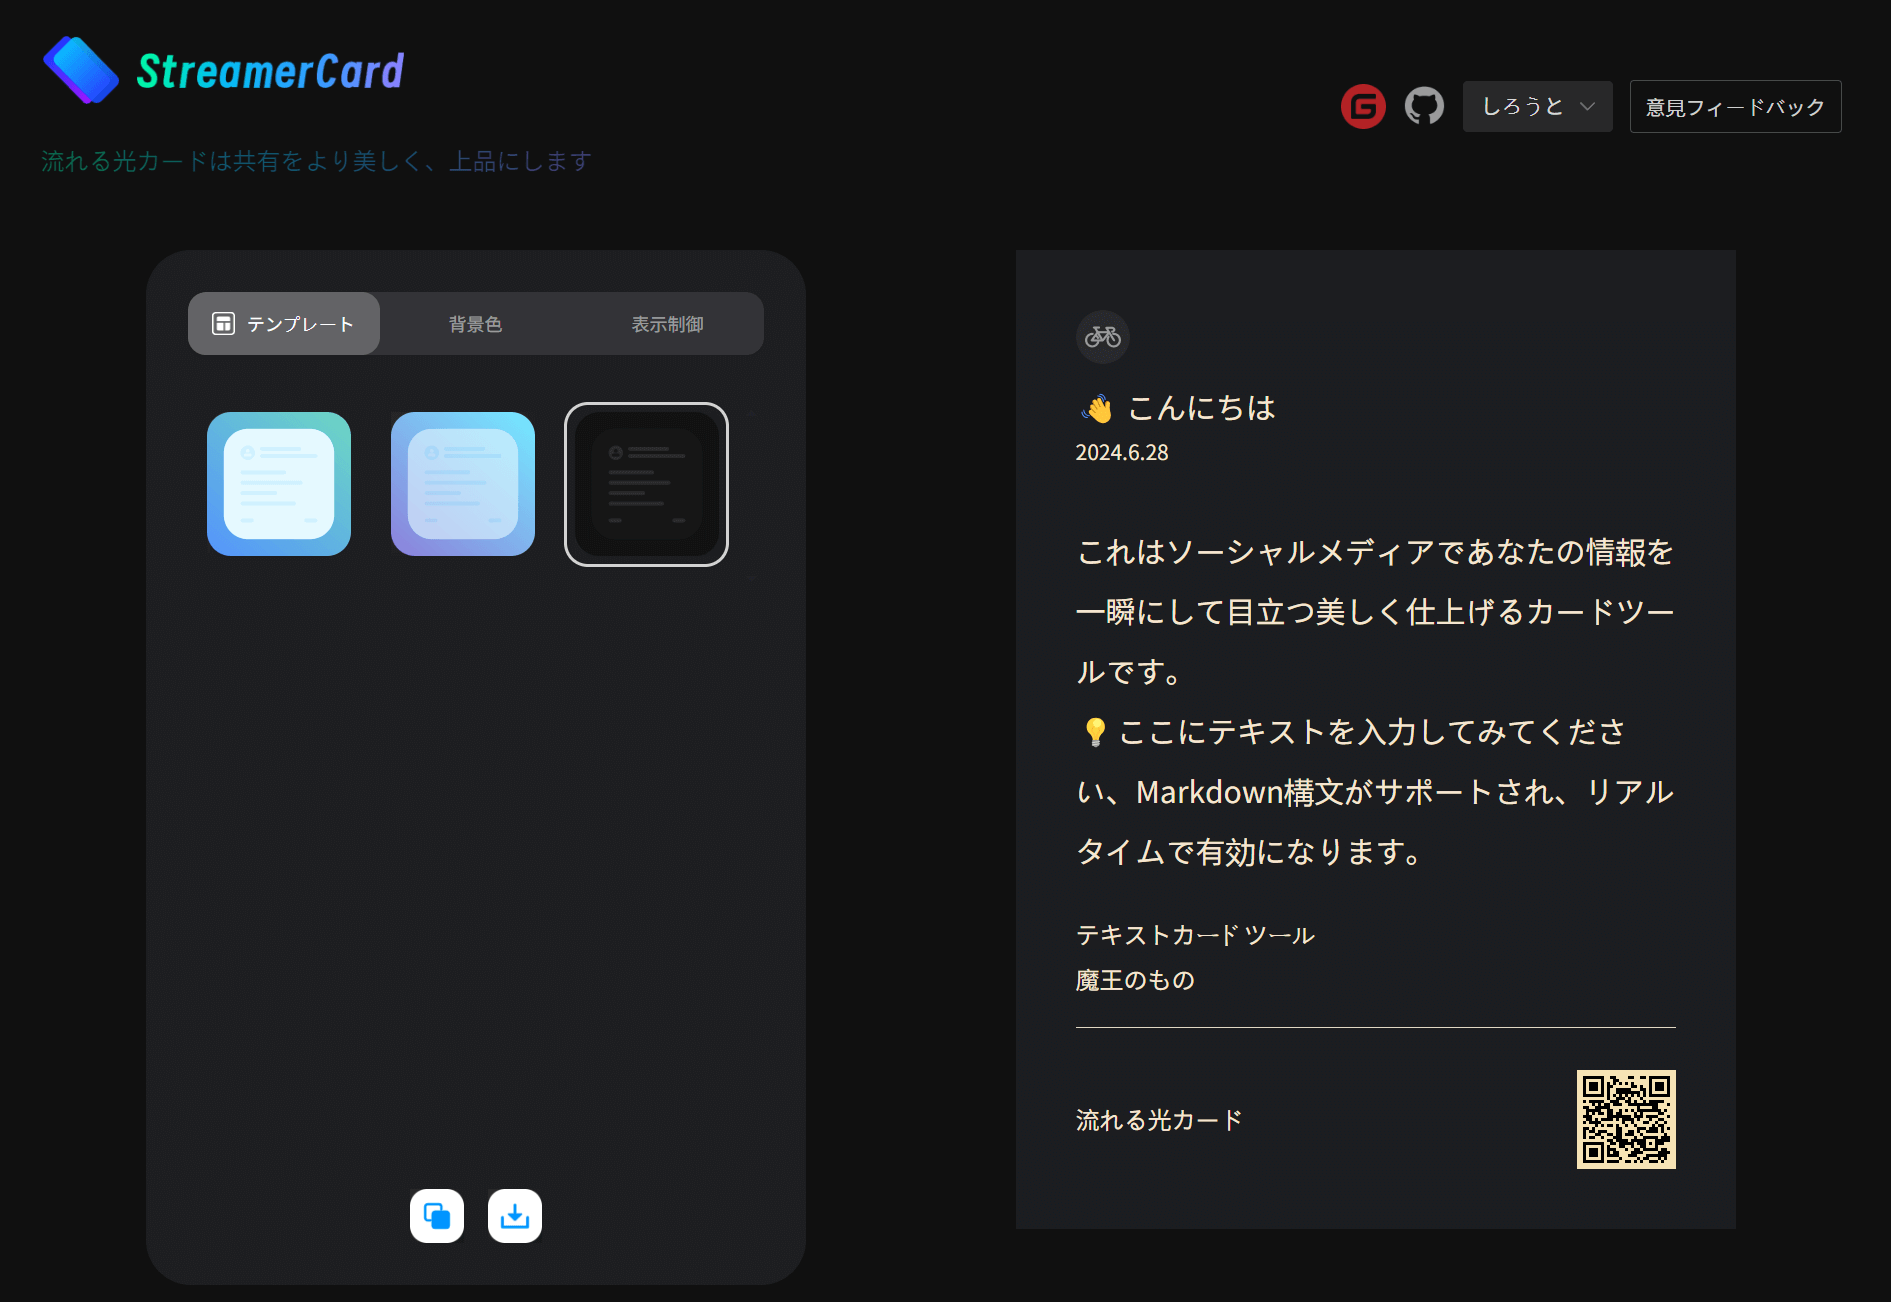 StreamerCard
流れる光カードは共有をより美しく、上品にします
しろうと
意見フィードバック
テンプレート
背景色
表示制御
👋 こんにちは
2024.6.28
これはソーシャルメディアであなたの情報を
一瞬にして目立つ美しく仕上げるカードツー
ルです。
💡 ここにテキストを入力してみてくださ
い、Markdown構文がサポートされ、リアル
タイムで有効になります。
テキストカード ツール
魔王のもの
流れる光カード